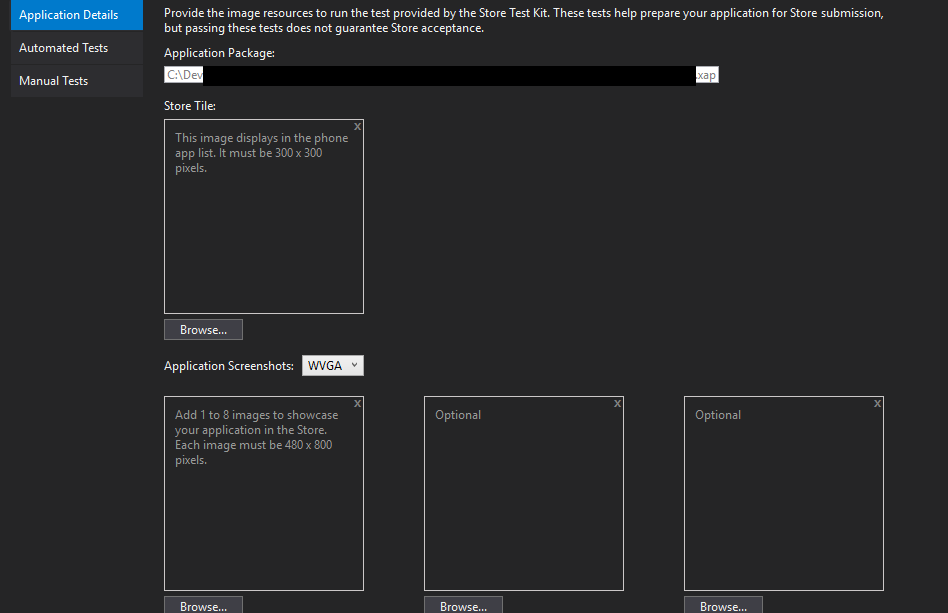 Application Details
Automated Tests
Manual Tests
Provide the image resources to run the test provided by the Store Test Kit. These tests help prepare your application for Store submission,
but passing these tests does not guarantee Store acceptance.
Application Package:
C:\Dev .xap
Store Tile:
x
This image displays in the phone
app list. It must be 300 x 300
pixels.
Browse...
Application Screenshots: WVGA
x
Add 1 to 8 images to showcase
your application in the Store.
Each image must be 480 x 800
pixels.
Browse...
x
Optional
Browse...
x
Optional
Browse...